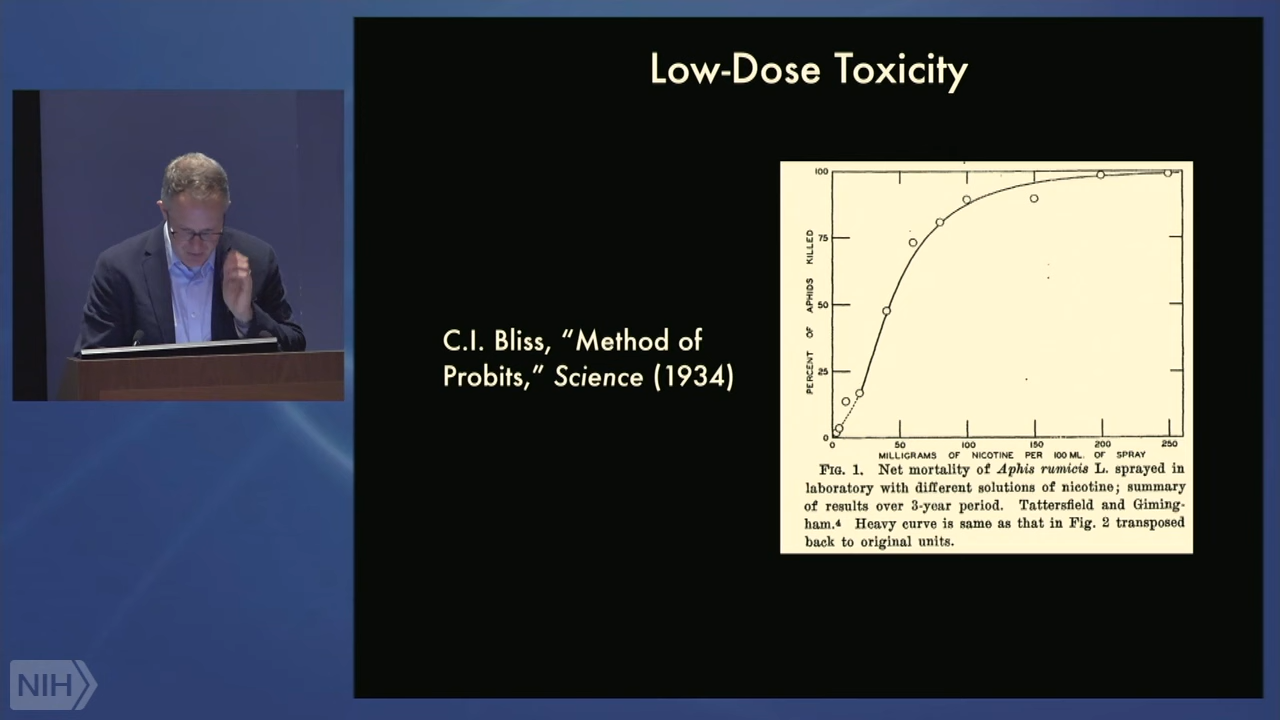 Low-Dose Toxicity
C.I. Bliss, “Method of
Probits,” Science (1934)
100
75
50
25
0
PERCENT OF APHIDS KILLED
0 50 100 150 200 250
MILLIGRAMS OF NICOTINE PER 100 ML. OF SPRAY
FIG. 1. Net mortality of Aphis rumicis L. sprayed in
laboratory with different solutions of nicotine; summary
of results over 3-year period. Tattersfield and Giming-
ham.⁴ Heavy curve is same as that in Fig. 2 transposed
back to original units.
NIH